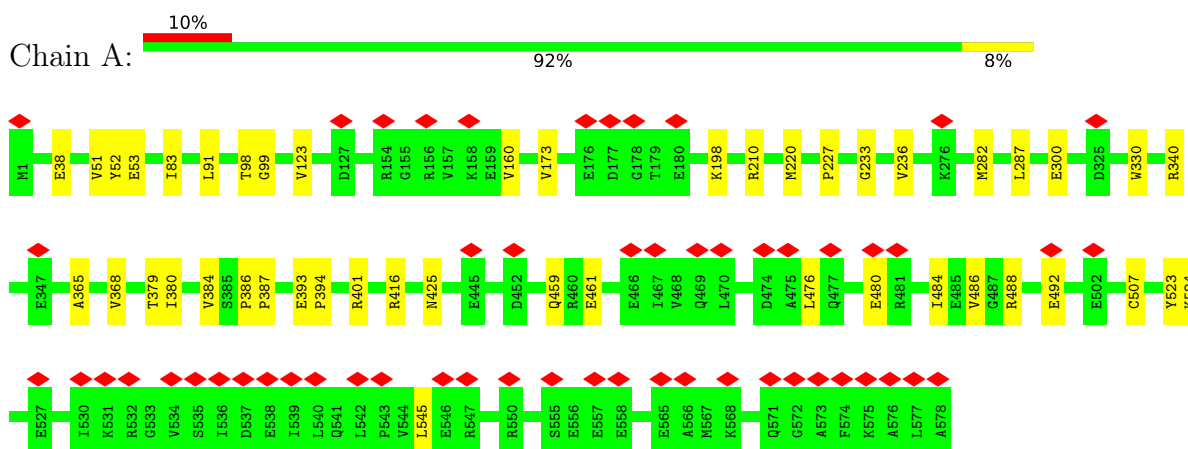 10%
Chain A:
92% 8%
M1 E38 V51 Y52 E53 I83 L91 T98 G99 V123 D127 R154 G155 R156 V157 K158 E159 V160 V173 E176 D177 G178 T179 E180 K198 R210 M220 P227 G233 V236 K276 M282 L287 E300 D325 W330 R340
E347 A365 V368 T379 I380 V384 S385 P386 P387 E393 P394 R401 R416 N425 E445 D452 Q459 R460 E461 E466 I467 V468 Q469 L470 D474 A475 L476 Q477 E480 R481 I484 E485 V486 G487 R488 E492 E502 C507 Y523
E527 I530 K531 R532 G533 V534 S535 I536 D537 E538 I539 L540 Q541 L542 P543 V544 L545 E546 R547 R550 S555 E556 E557 E558 E565 A566 M567 K568 Q571 G572 A573 F574 K575 A576 L577 A578